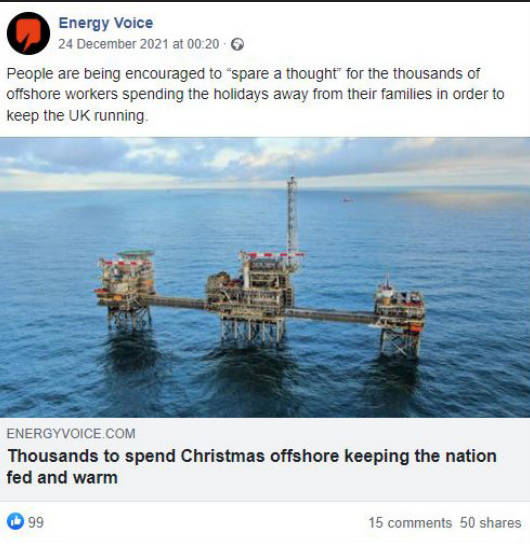 Energy Voice
24 December 2021 at 00:20 ·
People are being encouraged to “spare a thought” for the thousands of
offshore workers spending the holidays away from their families in order to
keep the UK running.
ENERGYVOICE.COM
Thousands to spend Christmas offshore keeping the nation
fed and warm
99
15 comments 50 shares